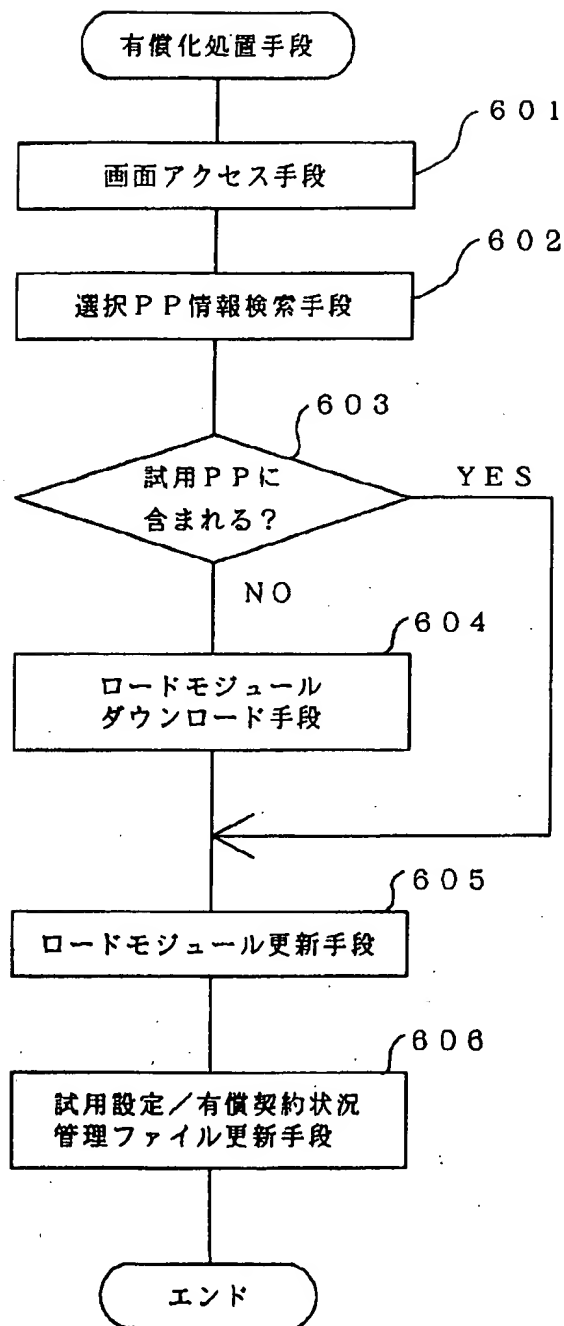 有償化処置手段
601
画面アクセス手段
602
選択PP情報検索手段
603
試用PPに
含まれる?
YES
NO
604
ロードモジュール
ダウンロード手段
605
ロードモジュール更新手段
606
試用設定/有償契約状況
管理ファイル更新手段
エンド